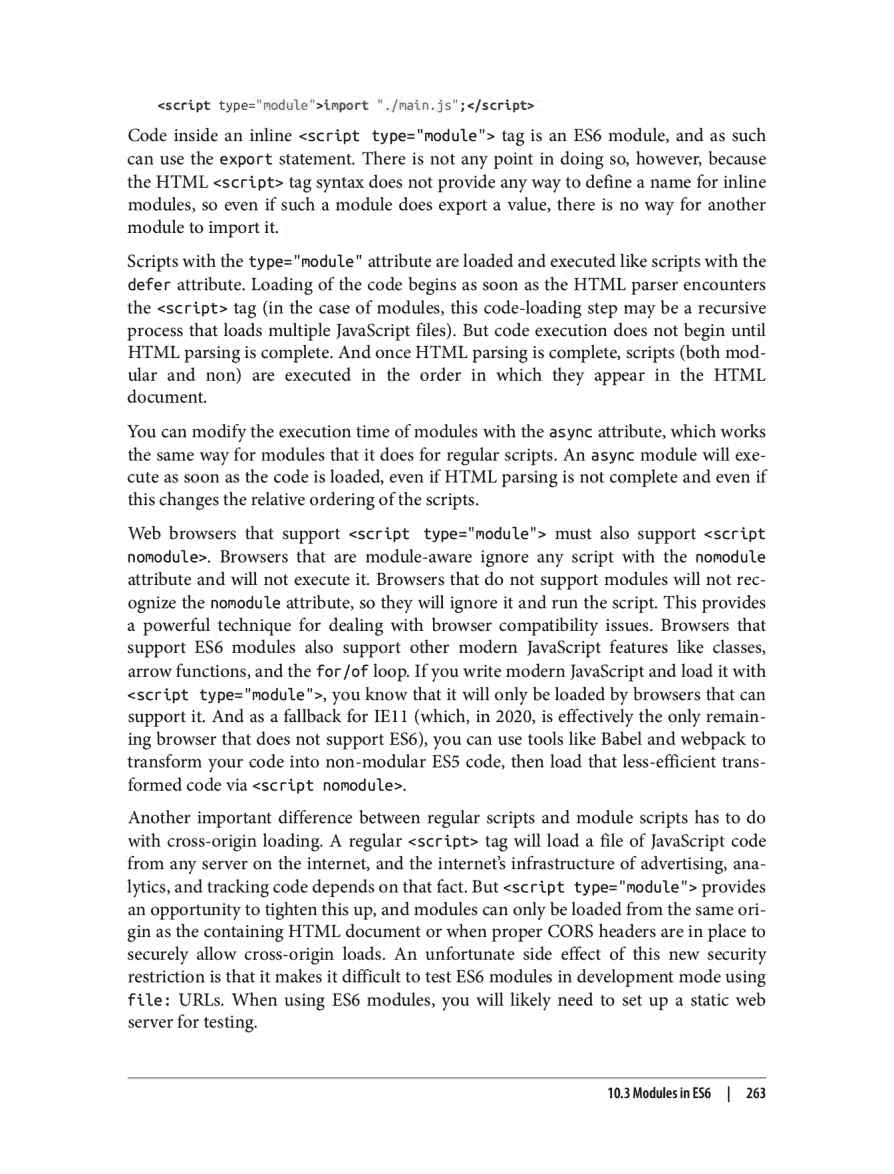 <script type="module">import "./main.js";</script>
Code inside an inline <script type="module"> tag is an ES6 module, and as such
can use the export statement. There is not any point in doing so, however, because
the HTML <script> tag syntax does not provide any way to define a name for inline
modules, so even if such a module does export a value, there is no way for another
module to import it.
Scripts with the type="module" attribute are loaded and executed like scripts with the
defer attribute. Loading of the code begins as soon as the HTML parser encounters
the <script> tag (in the case of modules, this code-loading step may be a recursive
process that loads multiple JavaScript files). But code execution does not begin until
HTML parsing is complete. And once HTML parsing is complete, scripts (both mod-
ular and non) are executed in the order in which they appear in the HTML
document.
You can modify the execution time of modules with the async attribute, which works
the same way for modules that it does for regular scripts. An async module will exe-
cute as soon as the code is loaded, even if HTML parsing is not complete and even if
this changes the relative ordering of the scripts.
Web browsers that support <script type="module"> must also support <script
nomodule>. Browsers that are module-aware ignore any script with the nomodule
attribute and will not execute it. Browsers that do not support modules will not rec-
ognize the nomodule attribute, so they will ignore it and run the script. This provides
a powerful technique for dealing with browser compatibility issues. Browsers that
support ES6 modules also support other modern JavaScript features like classes,
arrow functions, and the for/of loop. If you write modern JavaScript and load it with
<script type="module">, you know that it will only be loaded by browsers that can
support it. And as a fallback for IE11 (which, in 2020, is effectively the only remain-
ing browser that does not support ES6), you can use tools like Babel and webpack to
transform your code into non-modular ES5 code, then load that less-efficient trans-
formed code via <script nomodule>.
Another important difference between regular scripts and module scripts has to do
with cross-origin loading. A regular <script> tag will load a file of JavaScript code
from any server on the internet, and the internet's infrastructure of advertising, ana-
lytics, and tracking code depends on that fact. But <script type="module"> provides
an opportunity to tighten this up, and modules can only be loaded from the same ori-
gin as the containing HTML document or when proper CORS headers are in place to
securely allow cross-origin loads. An unfortunate side effect of this new security
restriction is that it makes it difficult to test ES6 modules in development mode using
file: URLs. When using ES6 modules, you will likely need to set up a static web
server for testing.
10.3 Modules in ES6 | 263